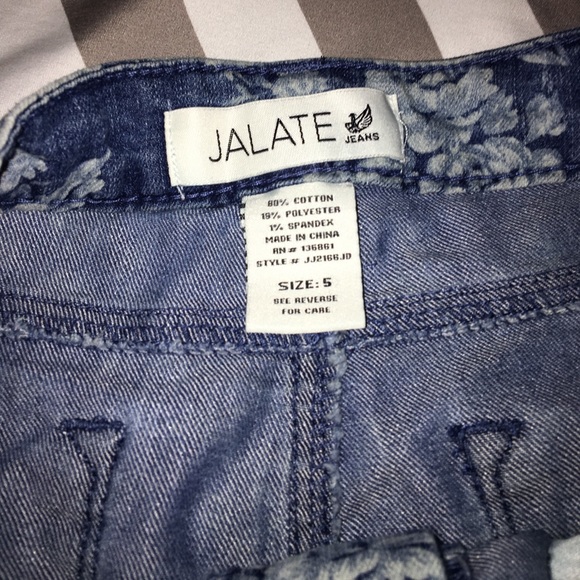 JALATE
JEANS
80% COTTON
19% POLYESTER
1% SPANDEX
MADE IN CHINA
RN# 136861
STYLE # JJ2166JD
SIZE: 5
SEE REVERSE
FOR CARE